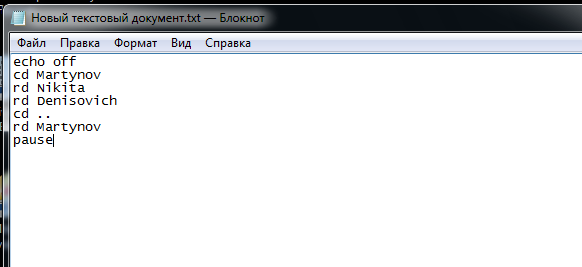 Новый текстовый документ.txt — Блокнот
Файл Правка Формат Вид Справка
echo off
cd Martynov
rd Nikita
rd Denisovich
cd ..
rd Martynov
pause